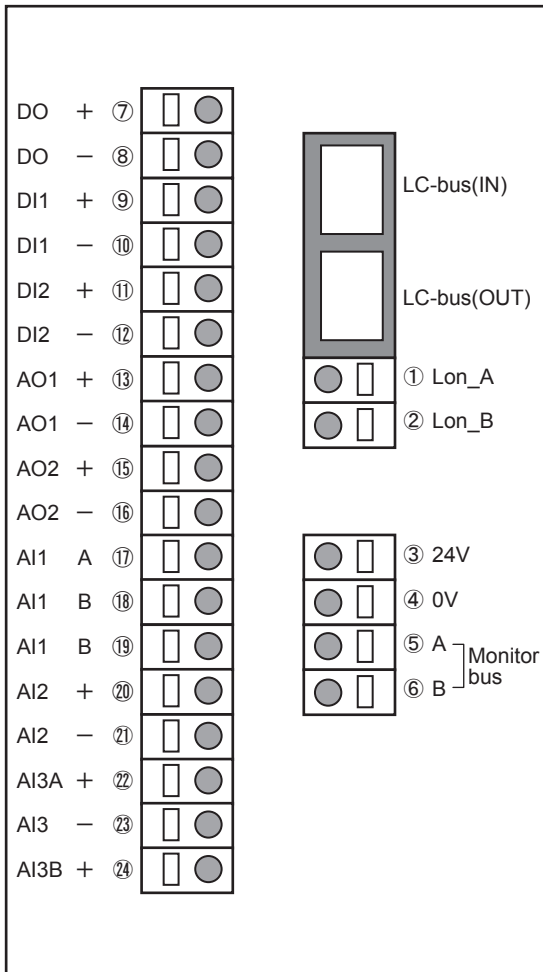 DO + ⑦
DO − ⑧
DI1 + ⑨
DI1 − ⑩
DI2 + ⑪
DI2 − ⑫
AO1 + ⑬
AO1 − ⑭
AO2 + ⑮
AO2 − ⑯
AI1 A ⑰
AI1 B ⑱
AI1 B ⑲
AI2 + ⑳
AI2 − ㉑
AI3A + ㉒
AI3 − ㉓
AI3B + ㉔
LC-bus(IN)
LC-bus(OUT)
① Lon_A
② Lon_B
③ 24V
④ 0V
⑤ A
⑥ B
Monitor
bus